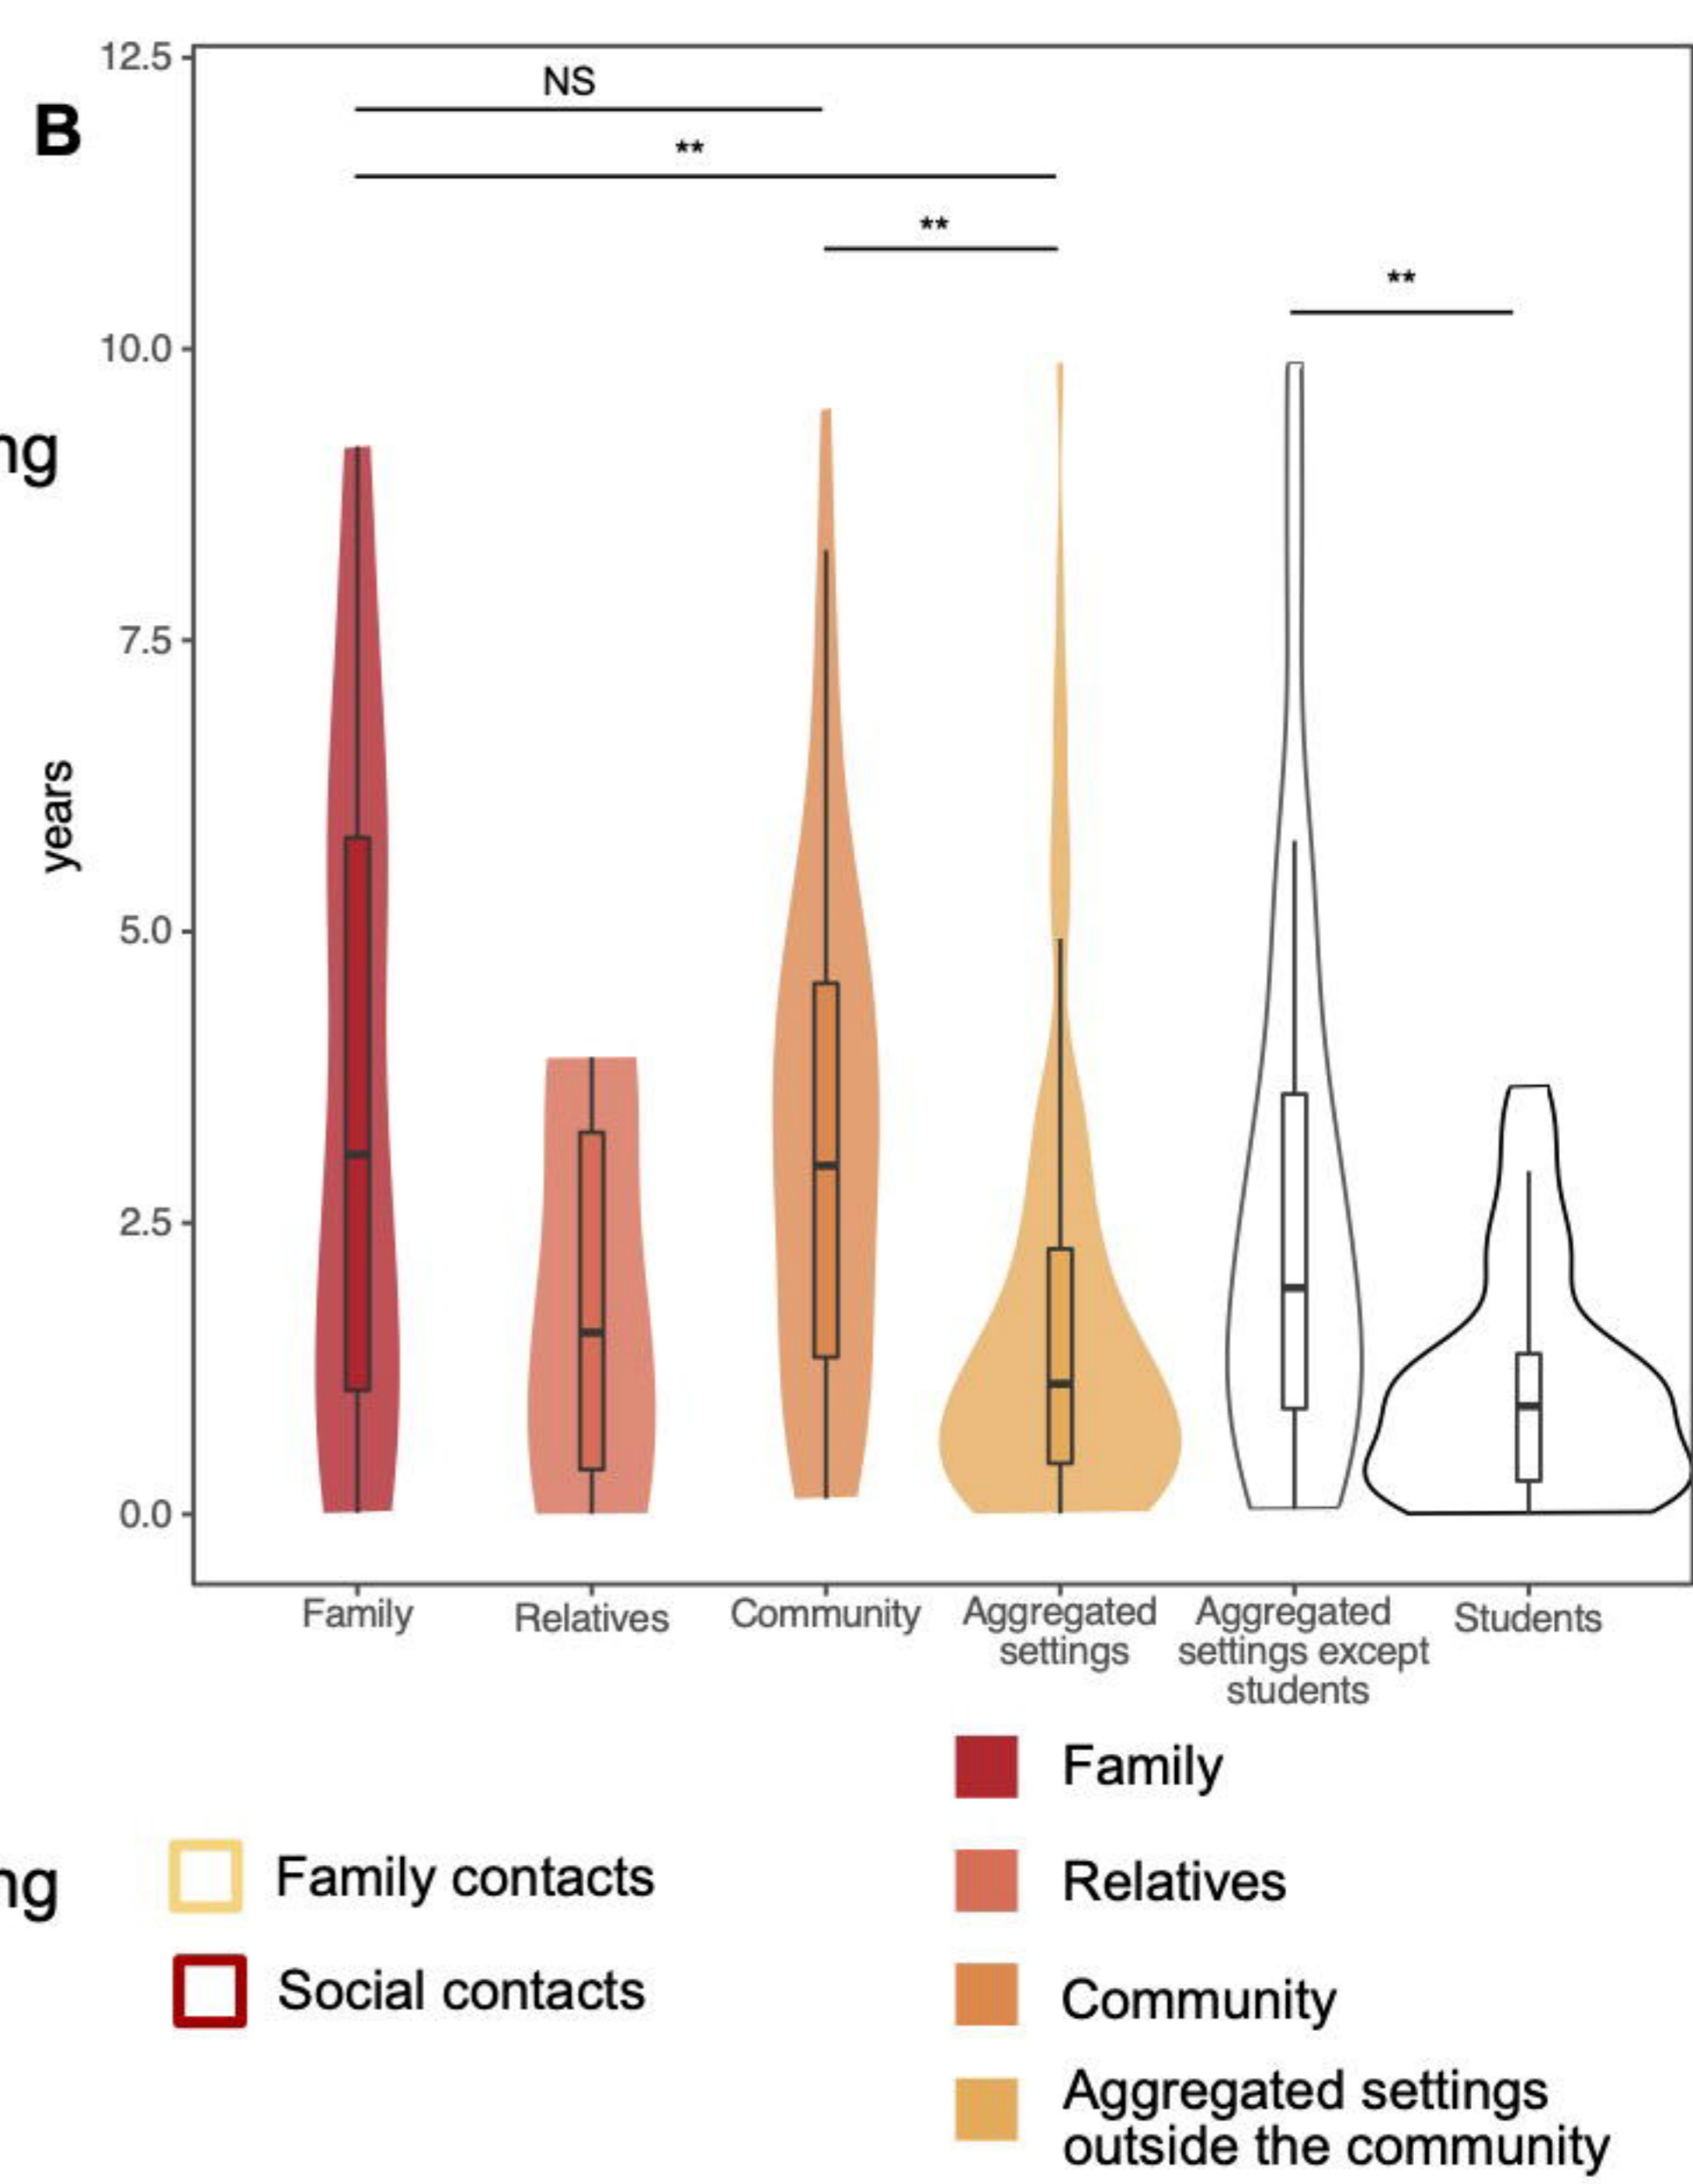 B
12.5
NS
**
**
**
10.0
ng
7.5
years
5.0
2.5
0.0
Family
Relatives
Community
Aggregated
settings
Aggregated
settings except
students
Students
ng
Family contacts
Social contacts
Family
Relatives
Community
Aggregated settings
outside the community